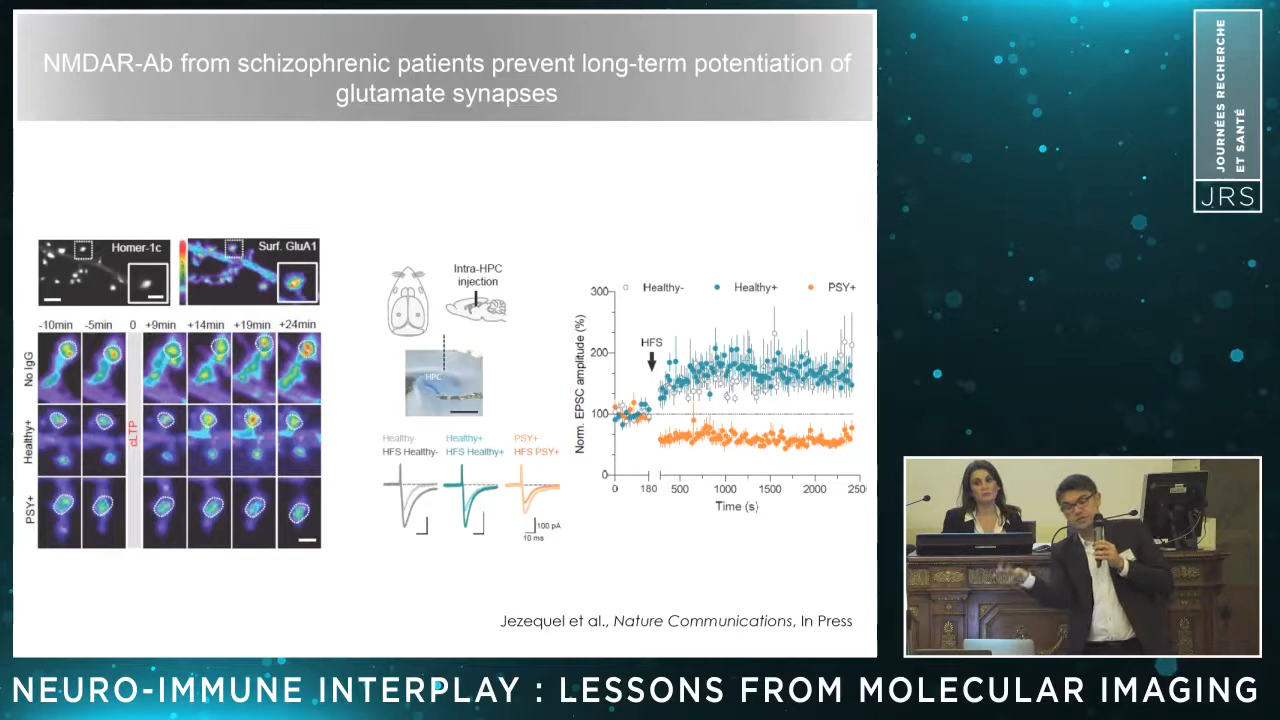 NMDAR-Ab from schizophrenic patients prevent long-term potentiation of
glutamate synapses
JOURNÉES RECHERCHE
ET SANTÉ
JRS
Homer-1c
Surf. GluA1
-10min -5min 0 +9min +14min +19min +24min
No IgG
Healthy+
PSY+
cLTP
Intra-HPC
injection
HPC
Healthy- Healthy+ PSY+
HFS Healthy- HFS Healthy+ HFS PSY+
100 pA
10 ms
Healthy- Healthy+ PSY+
HFS
Norm. EPSC amplitude (%)
300
200
100
0
0 180 500 1000 1500 2000 250
Time (s)
Jezequel et al., Nature Communications, In Press
NEURO-IMMUNE INTERPLAY : LESSONS FROM MOLECULAR IMAGING